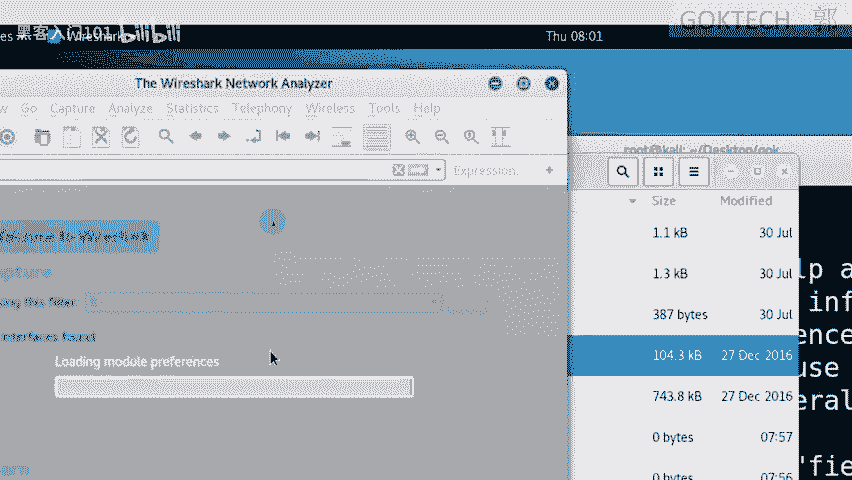 黑客入门101 bilibili
GOKTECH 郭
es
Wireshark
Thu 08:01
The Wireshark Network Analyzer
w Go Capture Analyze Statistics Telephony Wireless Tools Help
root@kali: ~/Desktop/
Expression...
+
Size Modified
Welcome to Wireshark
1.1 kB 30 Jul
apture
1.3 kB 30 Jul
ing this filter:
387 bytes 30 Jul
interfaces found
Loading module preferences
104.3 kB 27 Dec 2016
743.8 kB 27 Dec 2016
0 bytes 07:57
0 bytes 07:56
lp a
inf
ence
use
eral
'fie